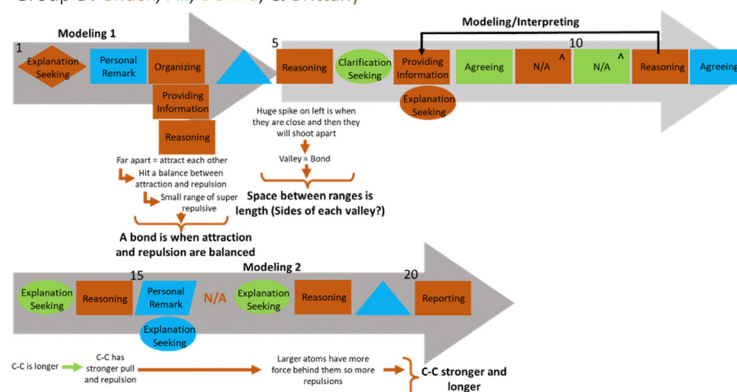 Modeling/Interpreting
Modeling 1
1
5
10
Explanation
Seeking
Personal
Remark
Organizing
Providing
Information
Reasoning
Reasoning
Clarification
Seeking
Providing
Information
Explanation
Seeking
Agreeing
N/A ^
N/A ^
Reasoning
Agreeing
Far apart = attract each other
Hit a balance between
attraction and repulsion
Small range of super
repulsive
A bond is when attraction
and repulsion are balanced
Huge spike on left is when
they are close and then they
will shoot apart
Valley = Bond
Space between ranges is
length (Sides of each valley?)
Modeling 2
15
20
Explanation
Seeking
Reasoning
Personal
Remark
Explanation
Seeking
N/A
Explanation
Seeking
Reasoning
Reporting
C-C is longer
C-C has
stronger pull
and repulsion
Larger atoms have more
force behind them so more
repulsions
C-C stronger and
longer